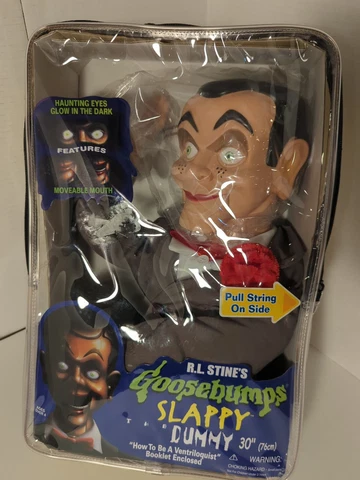 HAUNTING EYES
GLOW IN THE DARK
FEATURES
MOVEABLE MOUTH
Pull String
On Side
R.L. STINE'S
Goosebumps
SLAPPY
THE
DUMMY 30" (76cm)
"How To Be A Ventriloquist"
Booklet Enclosed
WARNING:
CHOKING HAZARD